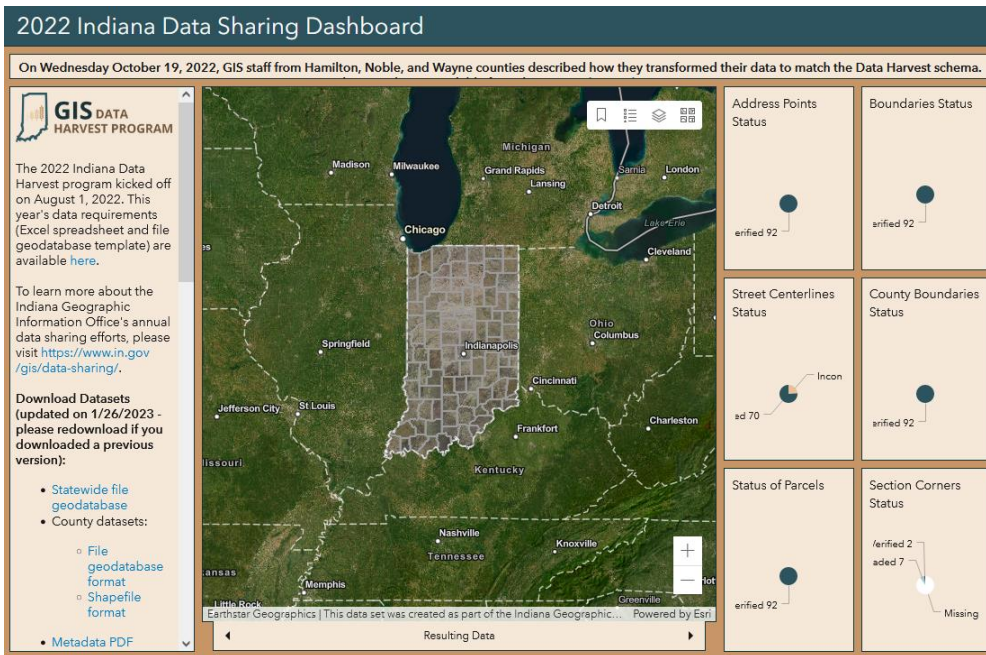 2022 Indiana Data Sharing Dashboard
On Wednesday October 19, 2022, GIS staff from Hamilton, Noble, and Wayne counties described how they transformed their data to match the Data Harvest schema.
GIS DATA
HARVEST PROGRAM
The 2022 Indiana Data
Harvest program kicked off
on August 1, 2022. This
year's data requirements
(Excel spreadsheet and file
geodatabase template) are
available here.
To learn more about the
Indiana Geographic
Information Office's annual
data sharing efforts, please
visit https://www.in.gov
/gis/data-sharing/.
Download Datasets
(updated on 1/26/2023 -
please redownload if you
downloaded a previous
version):
• Statewide file
geodatabase
• County datasets:
○ File
geodatabase
format
○ Shapefile
format
• Metadata PDF
Michigan
Madison
Milwaukee
Grand Rapids
Lansing
Sarnia
London
Detroit
Lake Erie
Chicago
Cleveland
es
Ohio
Columbus
Springfield
Indianapolis
Cincinnati
Jefferson City
St Louis
Frankfort
Charleston
lissouri
Kentucky
Nashville
Tennessee
Knoxville
ansas
Memphis
Little Rock
Greenville
lot
Earthstar Geographics | This data set was created as part of the Indiana Geographic... Powered by Esri
Resulting Data
Address Points
Status
erified 92
Boundaries Status
erified 92
Street Centerlines
Status
Incon
ed 70
County Boundaries
Status
erified 92
Status of Parcels
erified 92
Section Corners
Status
/erified 2
aded 7
Missing